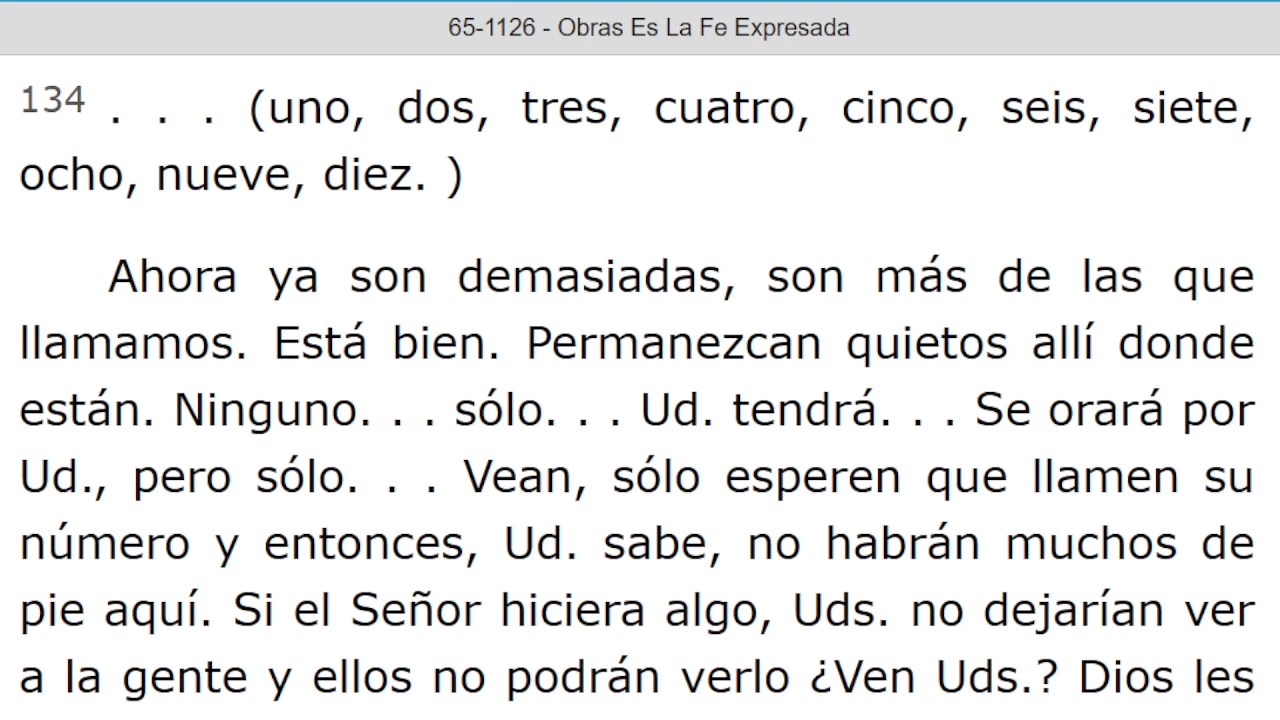 65-1126 - Obras Es La Fe Expresada
134 . . . (uno, dos, tres, cuatro, cinco, seis, siete,
ocho, nueve, diez. )
Ahora ya son demasiadas, son más de las que
llamamos. Está bien. Permanezcan quietos allí donde
están. Ninguno. . . sólo. . . Ud. tendrá. . . Se orará por
Ud., pero sólo. . . Vean, sólo esperen que llamen su
número y entonces, Ud. sabe, no habrán muchos de
pie aquí. Si el Señor hiciera algo, Uds. no dejarían ver
a la gente y ellos no podrán verlo ¿Ven Uds.? Dios les